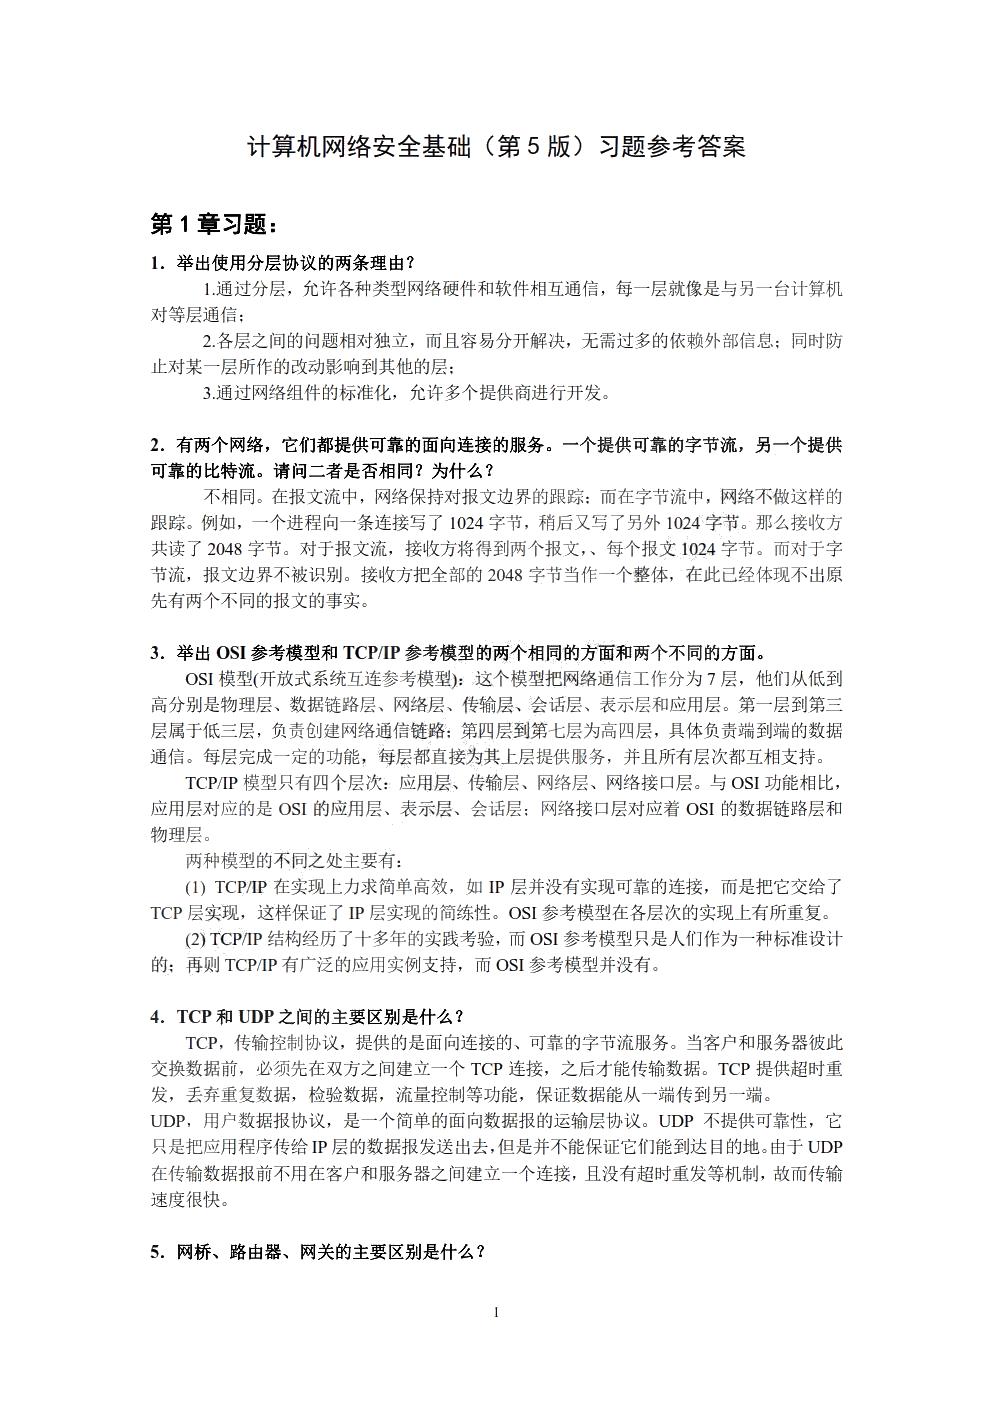 计算机网络安全基础（第 5 版）习题参考答案
第 1 章习题：
1．举出使用分层协议的两条理由？
1.通过分层，允许各种类型网络硬件和软件相互通信，每一层就像是与另一台计算机
对等层通信；
2.各层之间的问题相对独立，而且容易分开解决，无需过多的依赖外部信息；同时防
止对某一层所作的改动影响到其他的层；
3.通过网络组件的标准化，允许多个提供商进行开发。
2．有两个网络，它们都提供可靠的面向连接的服务。一个提供可靠的字节流，另一个提供
可靠的比特流。请问二者是否相同？为什么？
不相同。在报文流中，网络保持对报文边界的跟踪；而在字节流中，网络不做这样的
跟踪。例如，一个进程向一条连接写了 1024 字节，稍后又写了另外 1024 字节。那么接收方
共读了 2048 字节。对于报文流，接收方将得到两个报文，、每个报文 1024 字节。而对于字
节流，报文边界不被识别。接收方把全部的 2048 字节当作一个整体，在此已经体现不出原
先有两个不同的报文的事实。
3．举出 OSI 参考模型和 TCP/IP 参考模型的两个相同的方面和两个不同的方面。
OSI 模型(开放式系统互连参考模型)：这个模型把网络通信工作分为 7 层，他们从低到
高分别是物理层、数据链路层、网络层、传输层、会话层、表示层和应用层。第一层到第三
层属于低三层，负责创建网络通信链路；第四层到第七层为高四层，具体负责端到端的数据
通信。每层完成一定的功能，每层都直接为其上层提供服务，并且所有层次都互相支持。
TCP/IP 模型只有四个层次：应用层、传输层、网络层、网络接口层。与 OSI 功能相比，
应用层对应的是 OSI 的应用层、表示层、会话层；网络接口层对应着 OSI 的数据链路层和
物理层。
两种模型的不同之处主要有：
(1) TCP/IP 在实现上力求简单高效，如 IP 层并没有实现可靠的连接，而是把它交给了
TCP 层实现，这样保证了 IP 层实现的简练性。OSI 参考模型在各层次的实现上有所重复。
(2) TCP/IP 结构经历了十多年的实践考验，而 OSI 参考模型只是人们作为一种标准设计
的；再则 TCP/IP 有广泛的应用实例支持，而 OSI 参考模型并没有。
4．TCP 和 UDP 之间的主要区别是什么？
TCP，传输控制协议，提供的是面向连接的、可靠的字节流服务。当客户和服务器彼此
交换数据前，必须先在双方之间建立一个 TCP 连接，之后才能传输数据。TCP 提供超时重
发，丢弃重复数据，检验数据，流量控制等功能，保证数据能从一端传到另一端。
UDP，用户数据报协议，是一个简单的面向数据报的运输层协议。UDP 不提供可靠性，它
只是把应用程序传给 IP 层的数据报发送出去，但是并不能保证它们能到达目的地。由于 UDP
在传输数据报前不用在客户和服务器之间建立一个连接，且没有超时重发等机制，故而传输
速度很快。
5．网桥、路由器、网关的主要区别是什么？
1